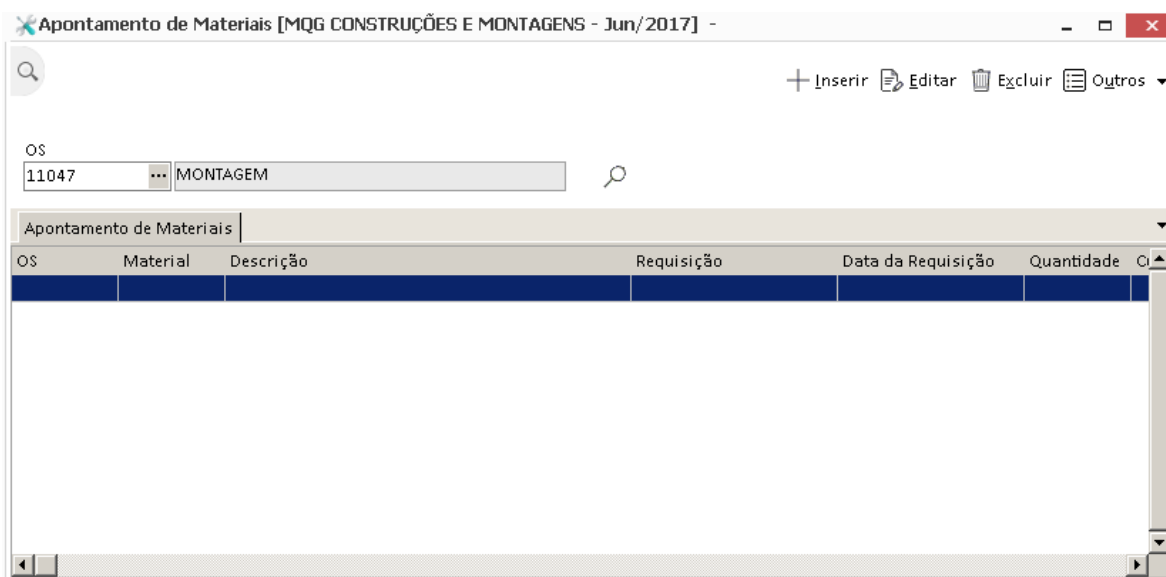 Apontamento de Materiais [MQG CONSTRUÇÕES E MONTAGENS - Jun/2017] -
Inserir Editar Excluir Outros
OS
11047 ... MONTAGEM
Apontamento de Materiais
OS Material Descrição Requisição Data da Requisição Quantidade